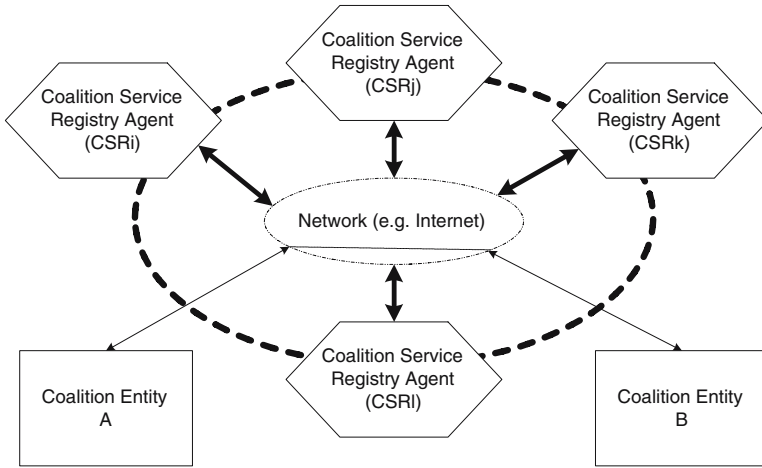 Coalition Service
Registry Agent
(CSRj)
Coalition Service
Registry Agent
(CSRi)
Coalition Service
Registry Agent
(CSRk)
Network (e.g. Internet)
Coalition Service
Registry Agent
(CSRl)
Coalition Entity
A
Coalition Entity
B